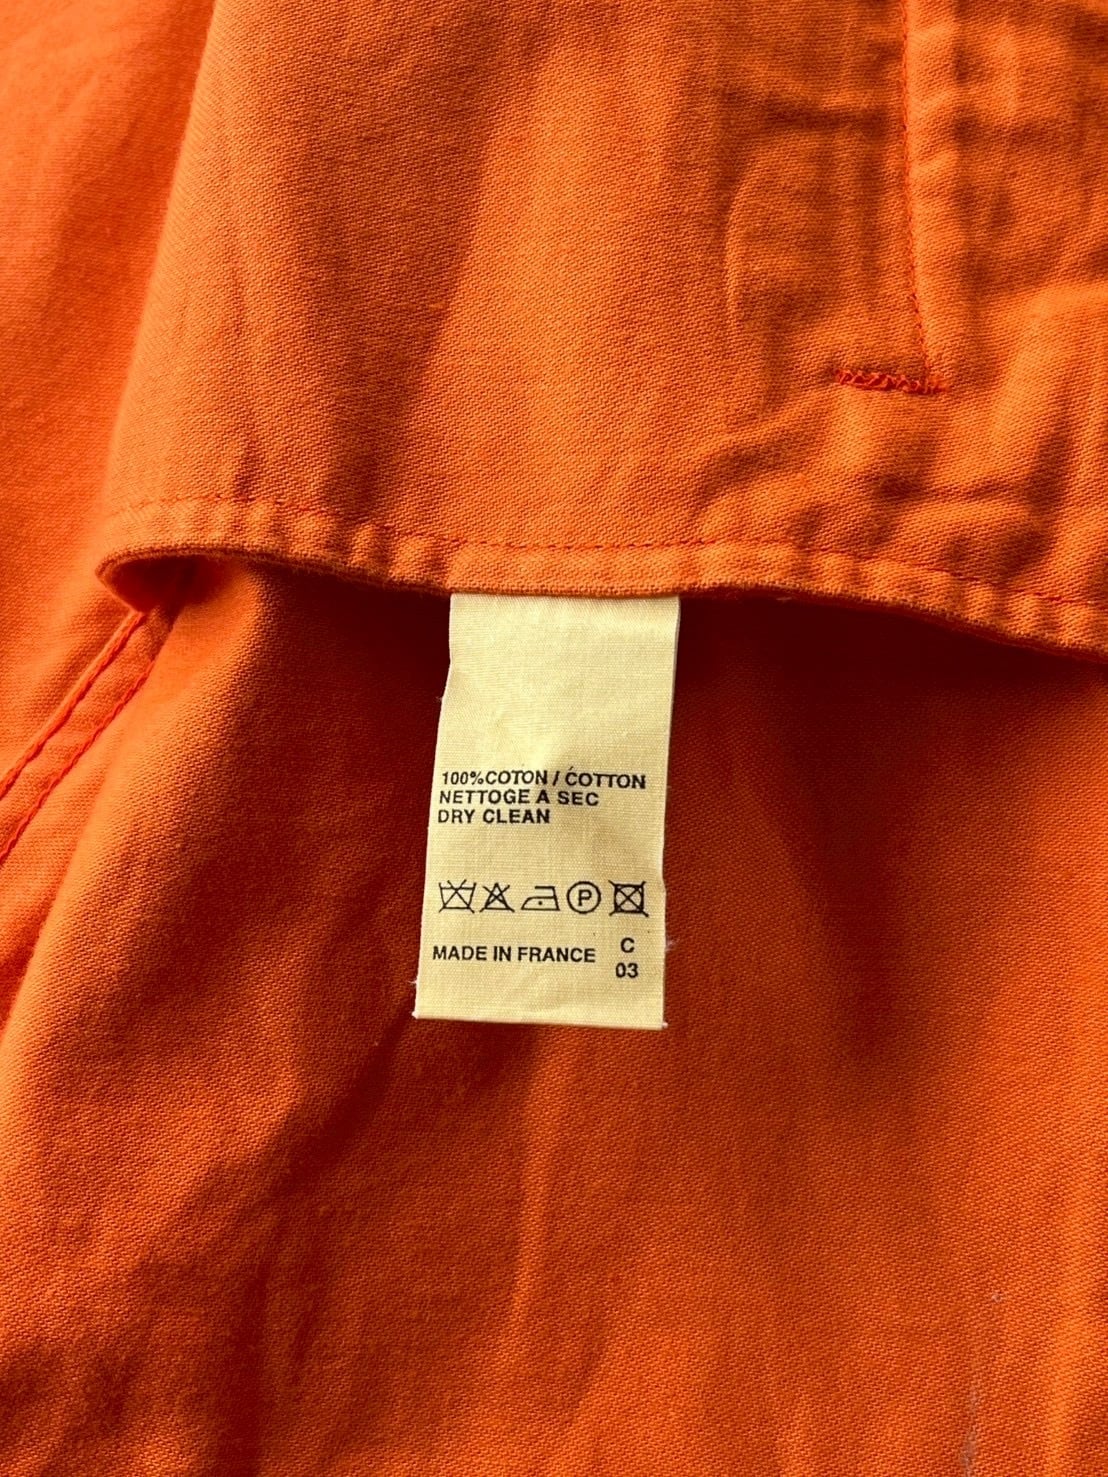 100%COTON / COTTON
NETTOGE A SEC
DRY CLEAN
P
MADE IN FRANCE
C
03